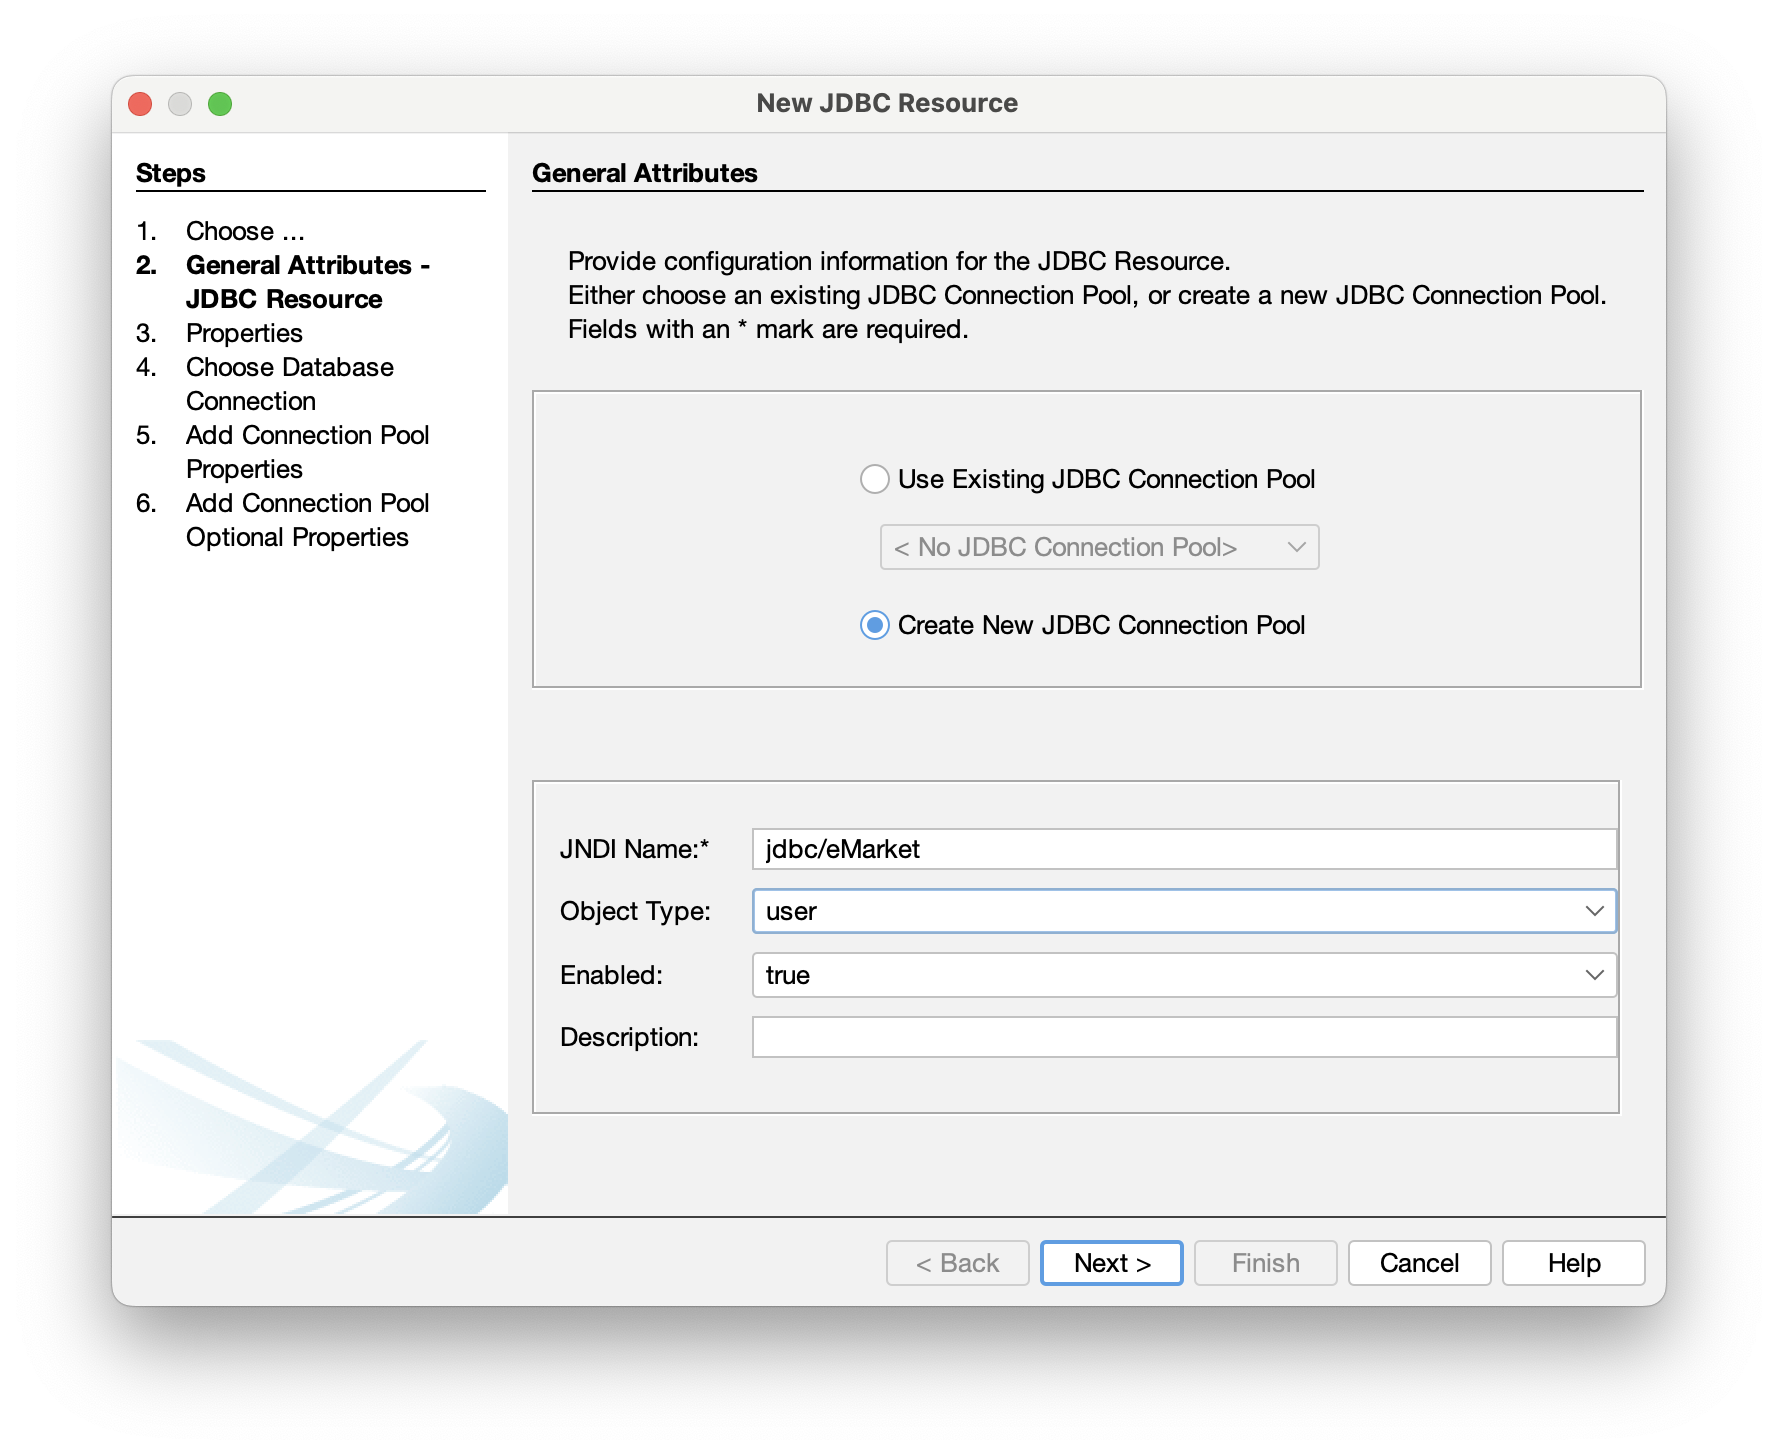 New JDBC Resource
Steps
1. Choose ...
2. General Attributes -
JDBC Resource
3. Properties
4. Choose Database
Connection
5. Add Connection Pool
Properties
6. Add Connection Pool
Optional Properties
General Attributes
Provide configuration information for the JDBC Resource.
Either choose an existing JDBC Connection Pool, or create a new JDBC Connection Pool.
Fields with an * mark are required.
Use Existing JDBC Connection Pool
< No JDBC Connection Pool>
Create New JDBC Connection Pool
JNDI Name:* jdbc/eMarket
Object Type: user
Enabled: true
Description:
< Back Next > Finish Cancel Help